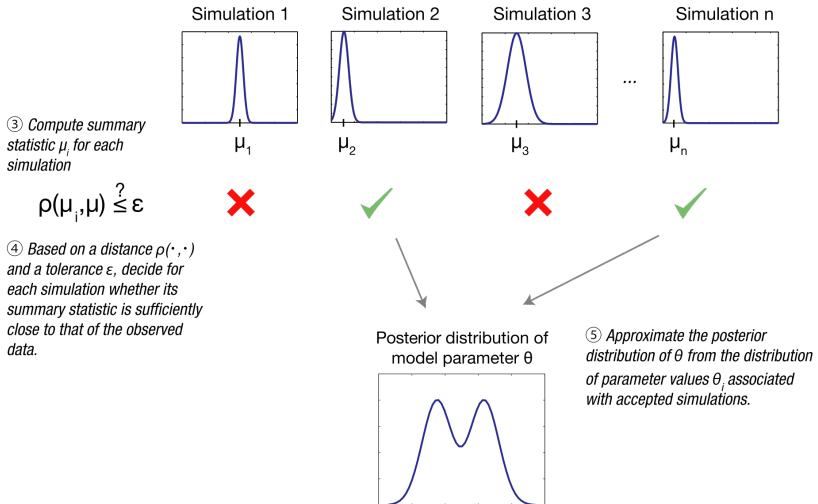 Simulation 1 Simulation 2 Simulation 3 Simulation n
...
μ1 μ2 μ3 μn
③ Compute summary
statistic μi for each
simulation
ρ(μi,μ) ≤? ε
④ Based on a distance ρ(·,·)
and a tolerance ε, decide for
each simulation whether its
summary statistic is sufficiently
close to that of the observed
data.
Posterior distribution of
model parameter θ
⑤ Approximate the posterior
distribution of θ from the distribution
of parameter values θi associated
with accepted simulations.